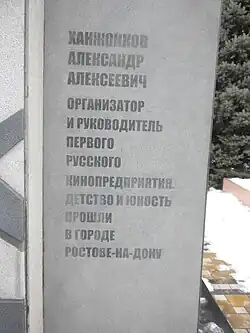 ХАНЖОНКОВ
АЛЕКСАНДР
АЛЕКСЕЕВИЧ
ОРГАНИЗАТОР
И РУКОВОДИТЕЛЬ
ПЕРВОГО
РУССКОГО
КИНОПРЕДПРИЯТИЯ.
ДЕТСТВО И ЮНОСТЬ
ПРОШЛИ
В ГОРОДЕ
РОСТОВЕ-НА-ДОНУ